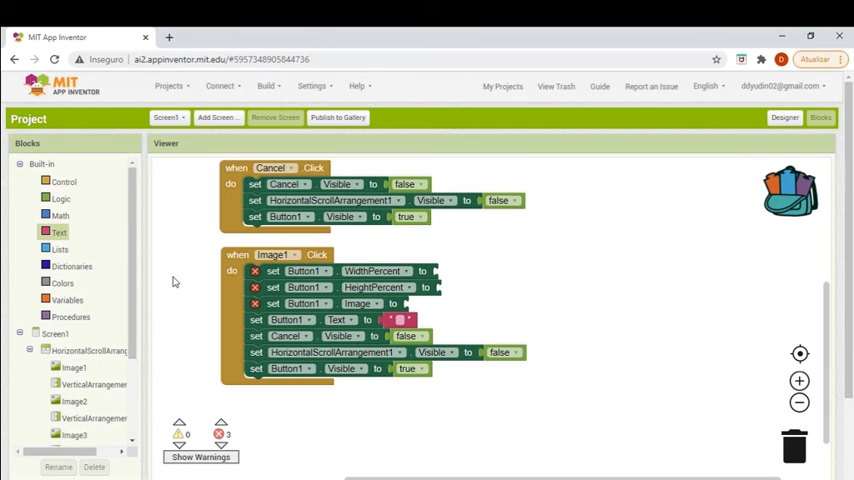 MIT App Inventor
Inseguro ai2.appinventor.mit.edu/#5957348905844736
D
Atualizar
MIT
APP INVENTOR
Projects Connect Build Settings Help
My Projects View Trash Guide Report an Issue English ddyudin02@gmail.com
Project
Screen1 Add Screen ... Remove Screen Publish to Gallery
Designer Blocks
Blocks
Viewer
Built-in
Control
Logic
Math
Text
Lists
Dictionaries
Colors
Variables
Procedures
Screen1
HorizontalScrollArrang
Image1
VerticalArrangemen
Image2
VerticalArrangemen
Image3
Rename Delete
when Cancel . Click
do set Cancel . Visible to false
set HorizontalScrollArrangement1 . Visible to false
set Button1 . Visible to true
when Image1 . Click
do set Button1 . WidthPercent to
set Button1 . HeightPercent to
set Button1 . Image to
set Button1 . Text to " "
set Cancel . Visible to false
set HorizontalScrollArrangement1 . Visible to false
set Button1 . Visible to true
0 3
Show Warnings